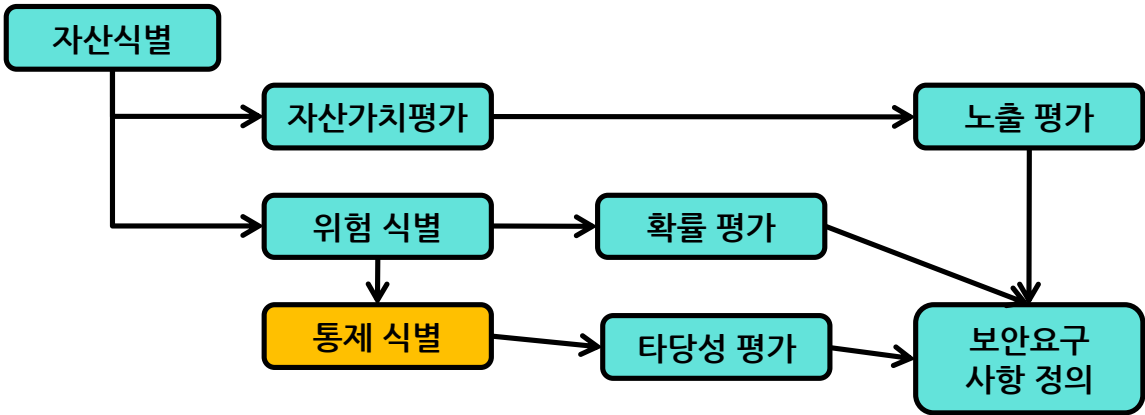 자산식별
자산가치평가
노출 평가
위험 식별
확률 평가
통제 식별
타당성 평가
보안요구
사항 정의